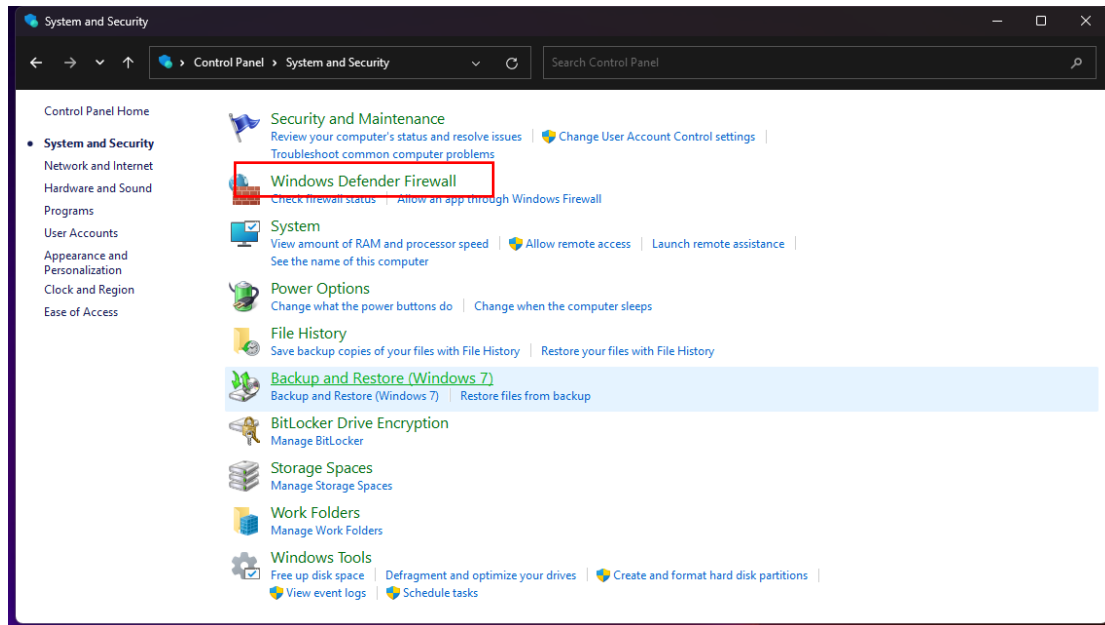 System and Security
Control Panel > System and Security
Search Control Panel
Control Panel Home
System and Security
Network and Internet
Hardware and Sound
Programs
User Accounts
Appearance and
Personalization
Clock and Region
Ease of Access
Security and Maintenance
Review your computer's status and resolve issues
Change User Account Control settings
Troubleshoot common computer problems
Windows Defender Firewall
Check firewall status
Allow an app through Windows Firewall
System
View amount of RAM and processor speed
Allow remote access
Launch remote assistance
See the name of this computer
Power Options
Change what the power buttons do
Change when the computer sleeps
File History
Save backup copies of your files with File History
Restore your files with File History
Backup and Restore (Windows 7)
Backup and Restore (Windows 7)
Restore files from backup
BitLocker Drive Encryption
Manage BitLocker
Storage Spaces
Manage Storage Spaces
Work Folders
Manage Work Folders
Windows Tools
Free up disk space
Defragment and optimize your drives
Create and format hard disk partitions
View event logs
Schedule tasks